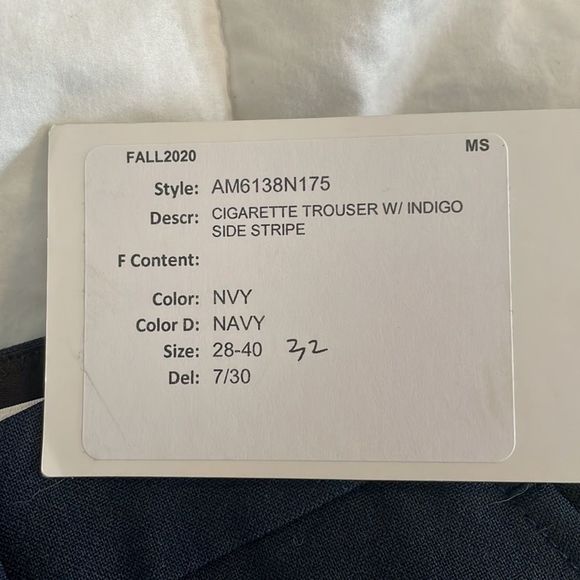 FALL2020 MS
Style: AM6138N175
Descr: CIGARETTE TROUSER W/ INDIGO
SIDE STRIPE
F Content:
Color: NVY
Color D: NAVY
Size: 28-40 32
Del: 7/30